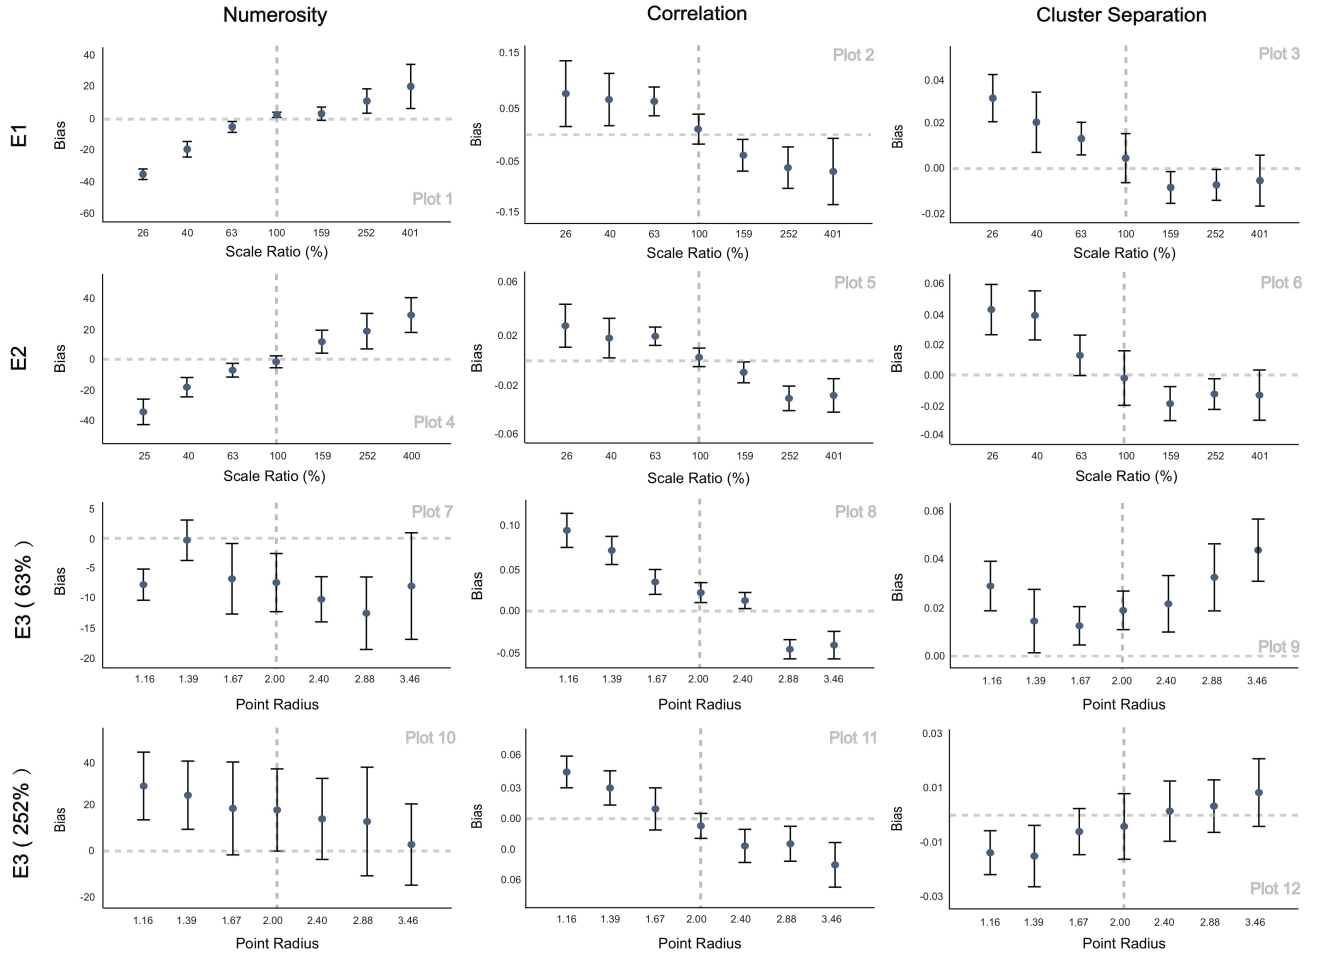 Numerosity Correlation Cluster Separation
E1
Bias
40
20
0
-20
-40
-60
Plot 1
26 40 63 100 159 252 401
Scale Ratio (%)
Bias
0.15
0.05
-0.05
-0.15
Plot 2
26 40 63 100 159 252 401
Scale Ratio (%)
Bias
0.04
0.02
0.00
-0.02
Plot 3
26 40 63 100 159 252 401
Scale Ratio (%)
E2
Bias
40
20
0
-20
-40
Plot 4
25 40 63 100 159 252 400
Scale Ratio (%)
Bias
0.06
0.02
-0.02
-0.06
Plot 5
26 40 63 100 159 252 401
Scale Ratio (%)
Bias
0.06
0.04
0.02
0.00
-0.02
-0.04
Plot 6
26 40 63 100 159 252 401
Scale Ratio (%)
E3 ( 63% )
Bias
5
0
-5
-10
-15
-20
Plot 7
1.16 1.39 1.67 2.00 2.40 2.88 3.46
Point Radius
Bias
0.10
0.05
0.00
-0.05
Plot 8
1.16 1.39 1.67 2.00 2.40 2.88 3.46
Point Radius
Bias
0.06
0.04
0.02
0.00
Plot 9
1.16 1.39 1.67 2.00 2.40 2.88 3.46
Point Radius
E3 ( 252% )
Bias
40
20
0
-20
Plot 10
1.16 1.39 1.67 2.00 2.40 2.88 3.46
Point Radius
Bias
0.06
0.03
0.00
0.0
0.06
Plot 11
1.16 1.39 1.67 2.00 2.40 2.88 3.46
Point Radius
Bias
0.03
0.01
-0.01
-0.03
Plot 12
1.16 1.39 1.67 2.00 2.40 2.88 3.46
Point Radius